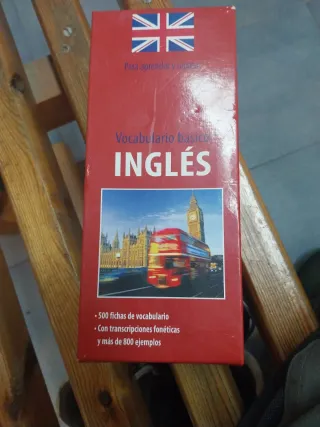 Para aprender y repasar
Vocabulario básico
INGLÉS
• 500 fichas de vocabulario
• Con transcripciones fonéticas
y más de 800 ejemplos